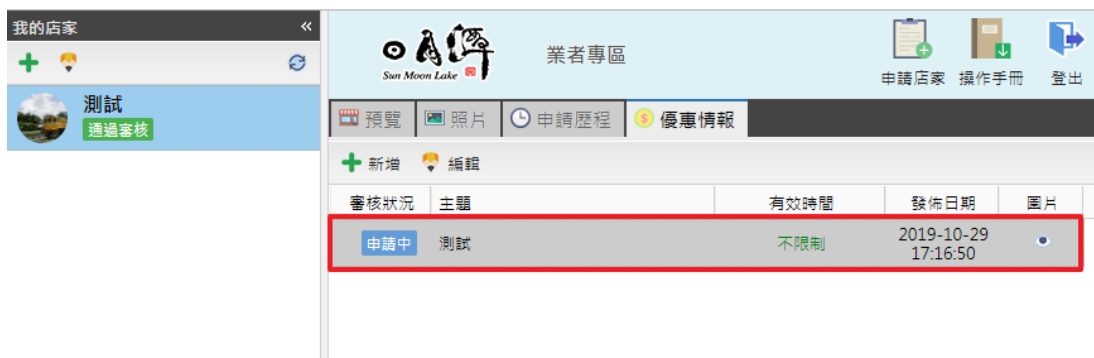 我的店家
測試
通過審核
日月潭
Sun Moon Lake
業者專區
申請店家 操作手冊 登出
預覽 照片 申請歷程 優惠情報
新增 編輯
審核狀況 主題 有效時間 發佈日期 圖片
申請中 測試 不限制 2019-10-29
17:16:50